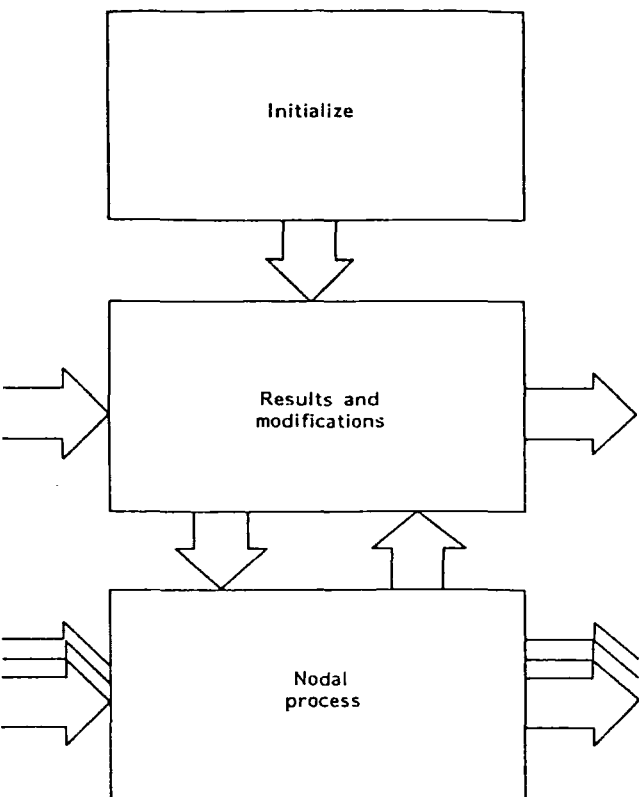 Initialize
Results and
modifications
Nodal
process